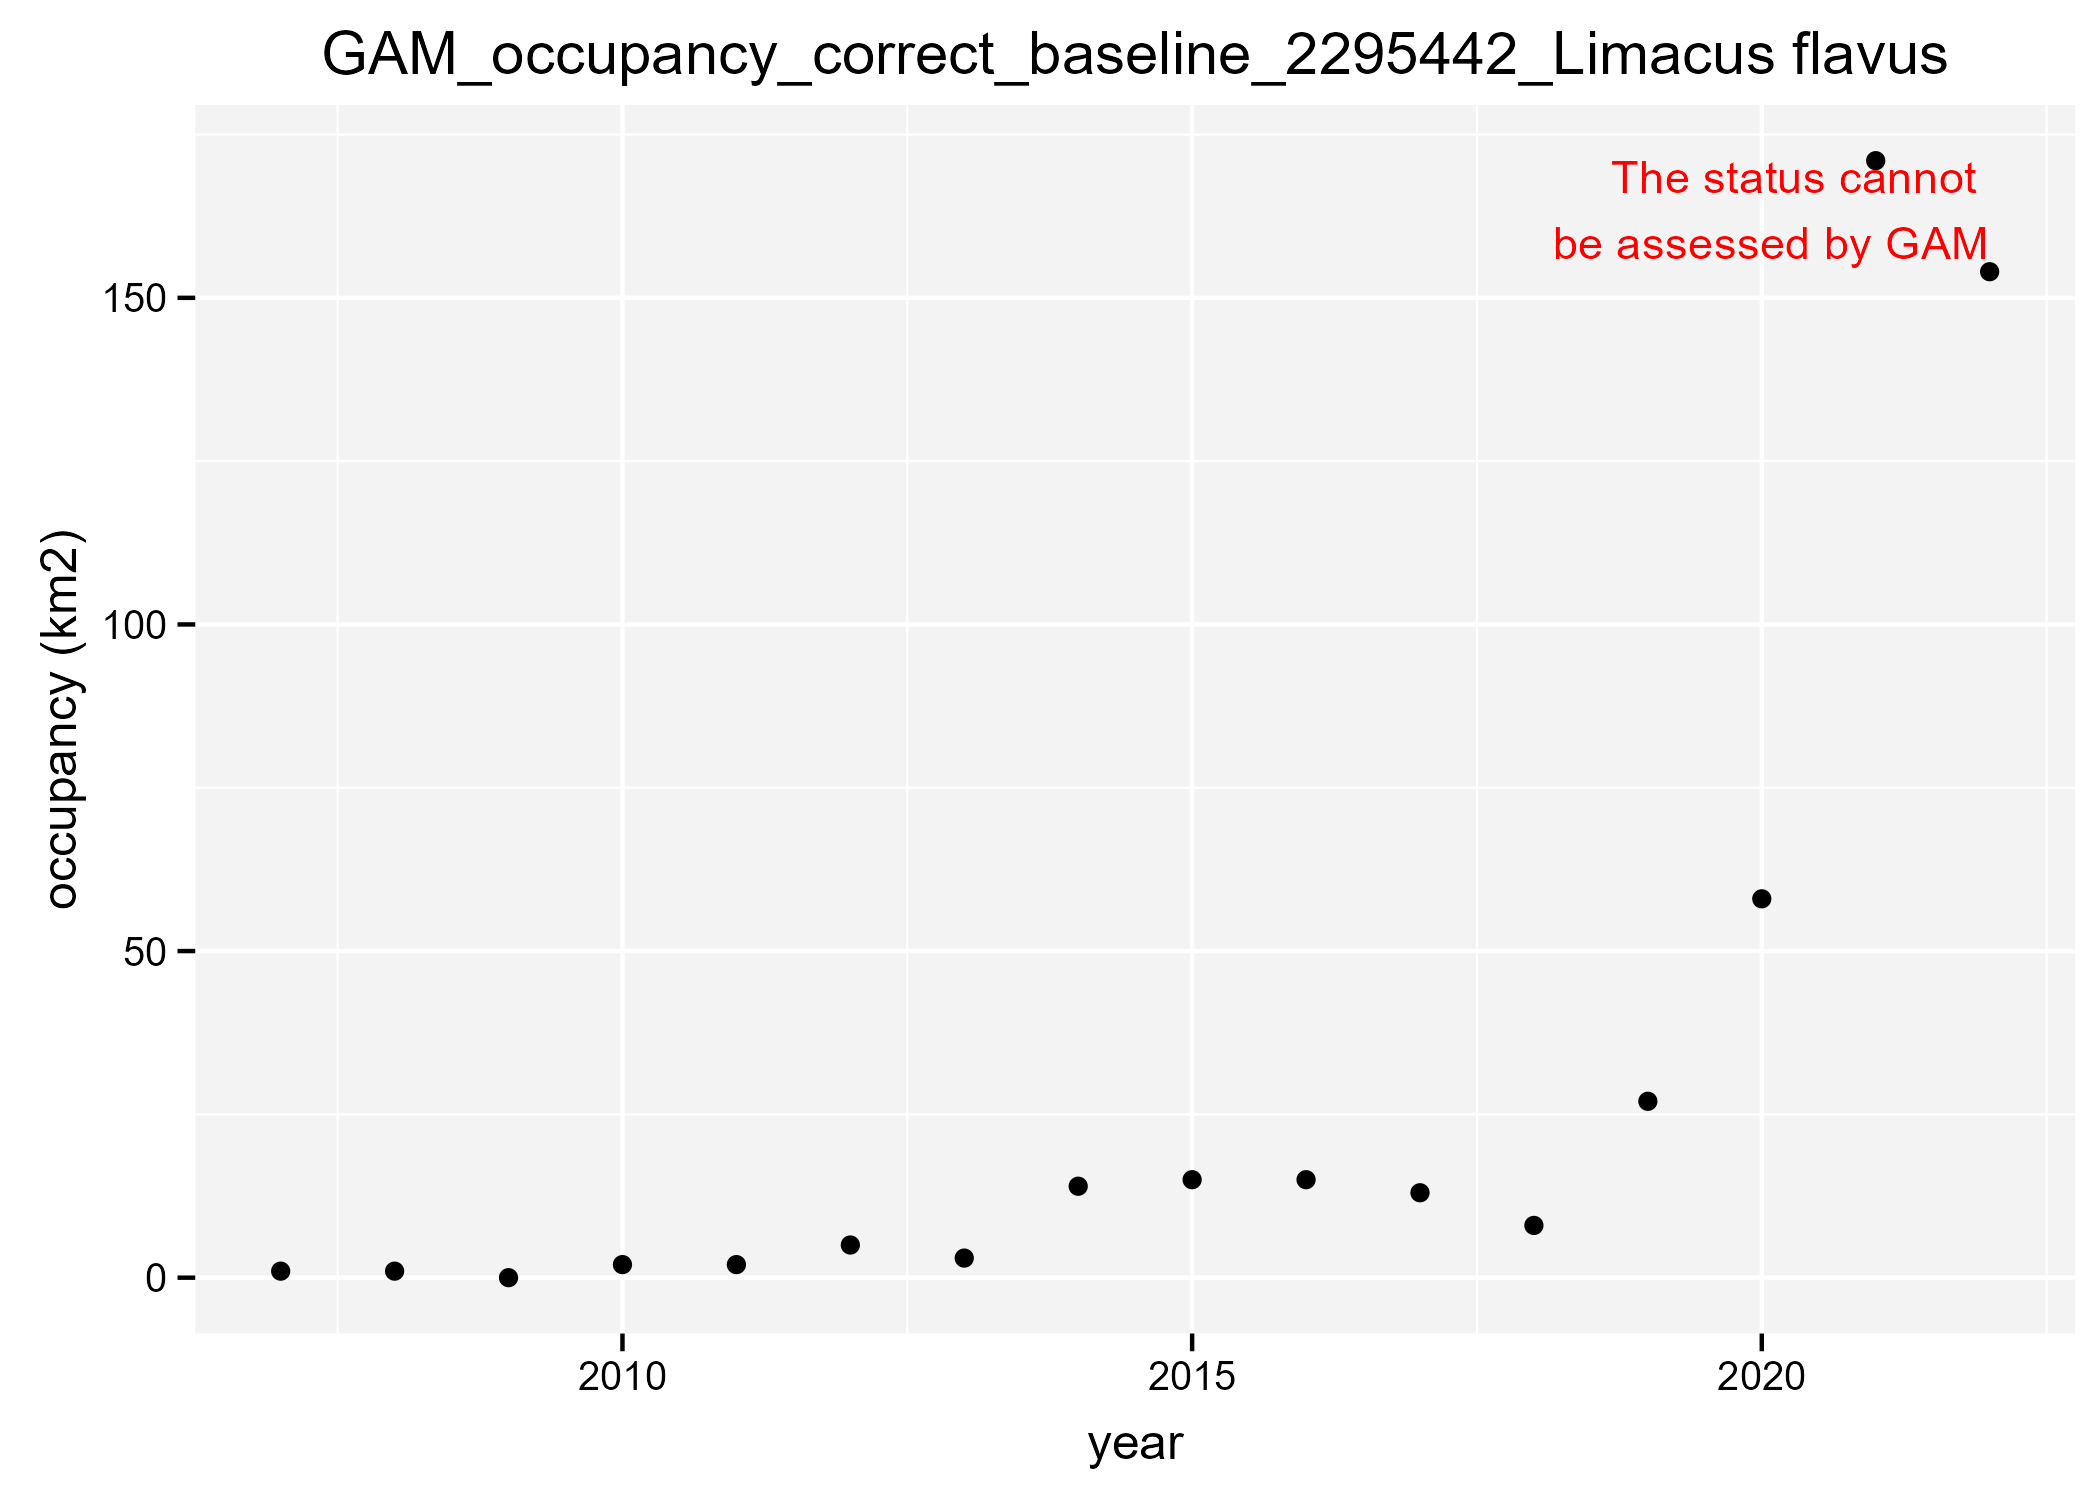 GAM_occupancy_correct_baseline_2295442_Limacus flavus
The status cannot
be assessed by GAM
occupancy (km2)
150
100
50
0
2010
2015
2020
year